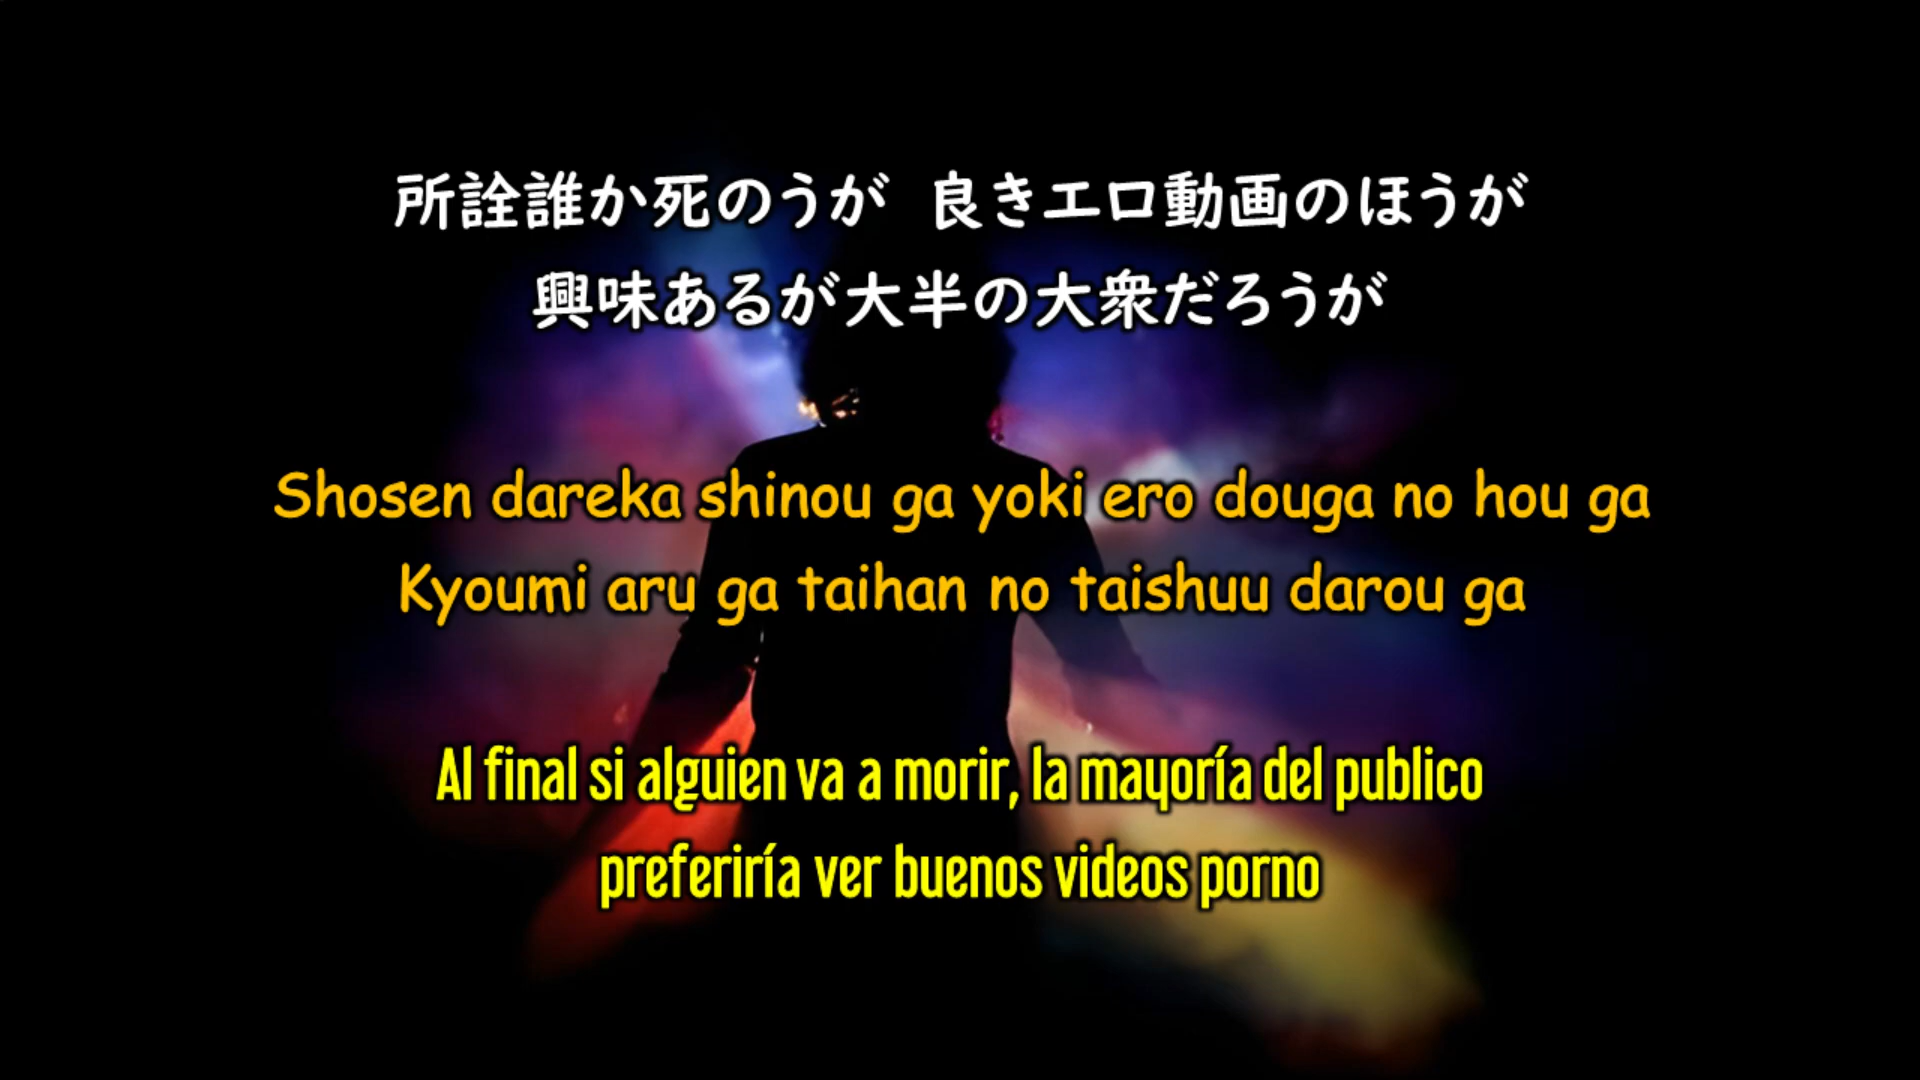 所詮誰か死のうが 良きエロ動画のほうが
興味あるが大半の大衆だろうが
Shosen dareka shinou ga yoki ero douga no hou ga
Kyoumi aru ga taihan no taishuu darou ga
Al final si alguien va a morir, la mayoría del publico
preferiría ver buenos videos porno